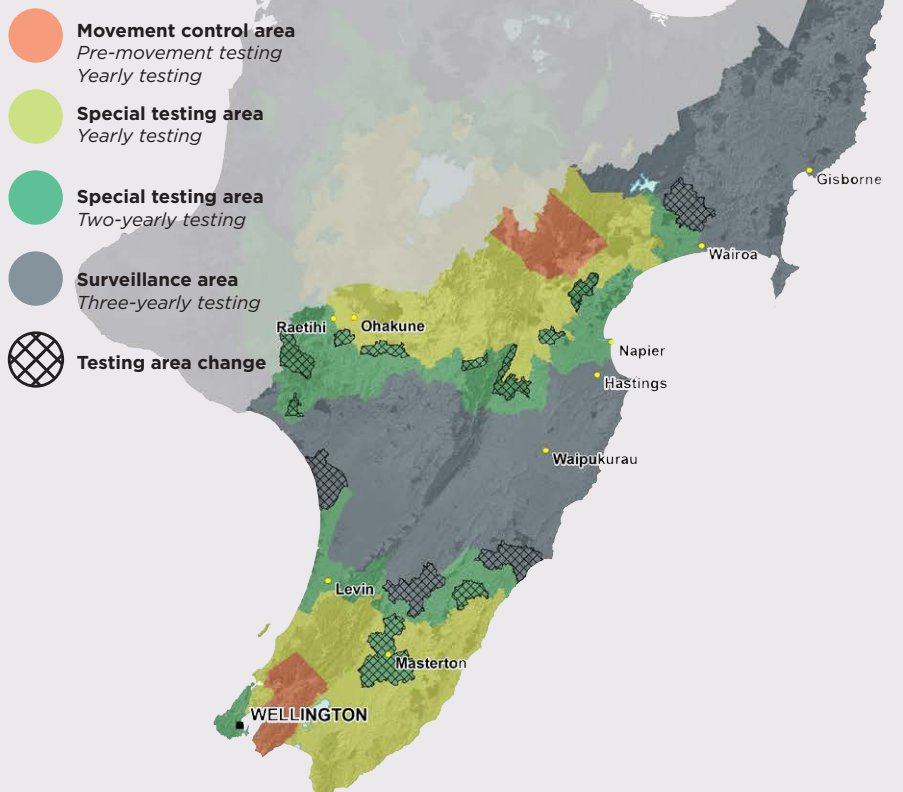 Movement control area
Pre-movement testing
Yearly testing
Special testing area
Yearly testing
Special testing area
Two-yearly testing
Surveillance area
Three-yearly testing
Testing area change
Gisborne
Wairoa
Raetihi
Ohakune
Napier
Hastings
Waipukurau
Levin
Masterton
WELLINGTON